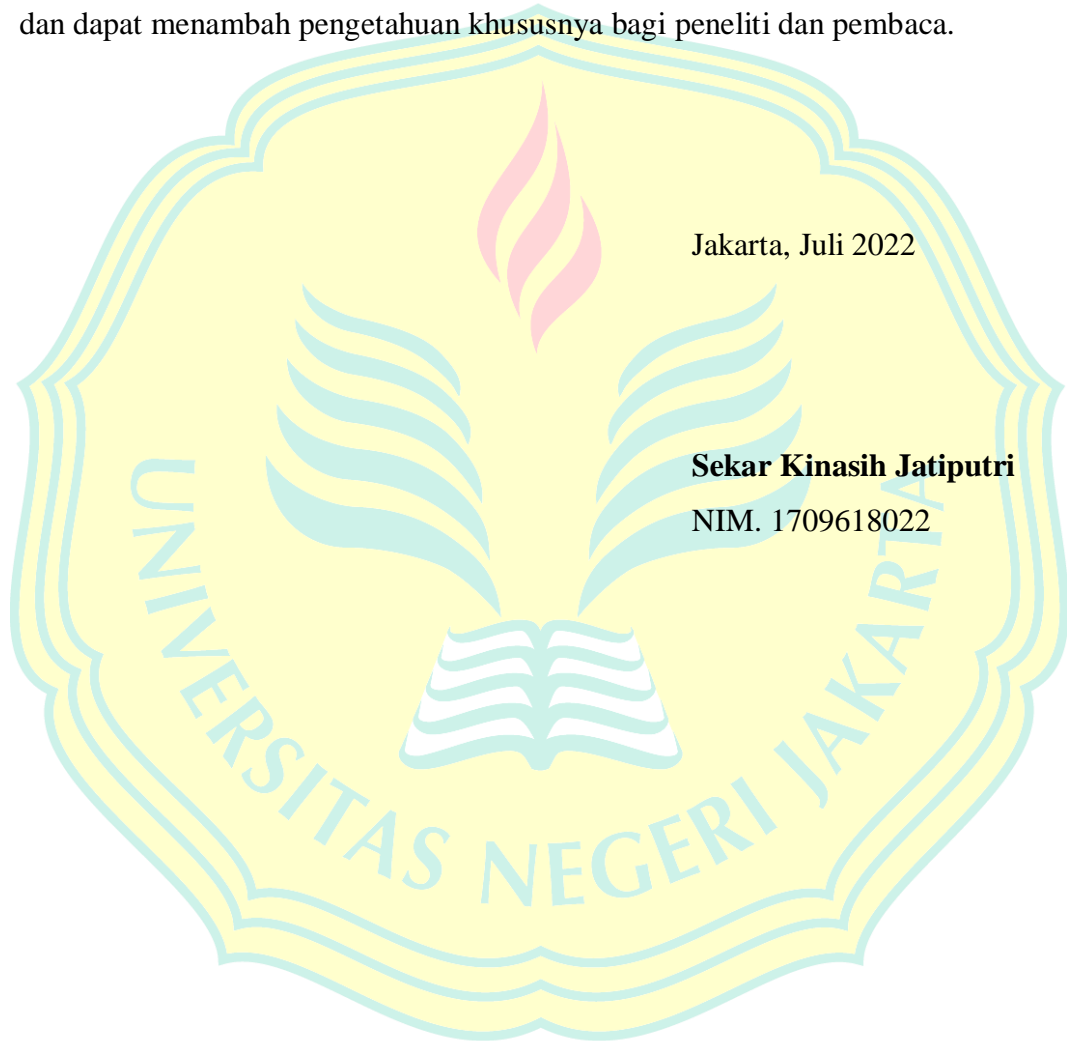 dan dapat menambah pengetahuan khususnya bagi peneliti dan pembaca.
Jakarta, Juli 2022
Sekar Kinasih Jatiputri
NIM. 1709618022
UNIVERSITAS NEGERI JAKARTA